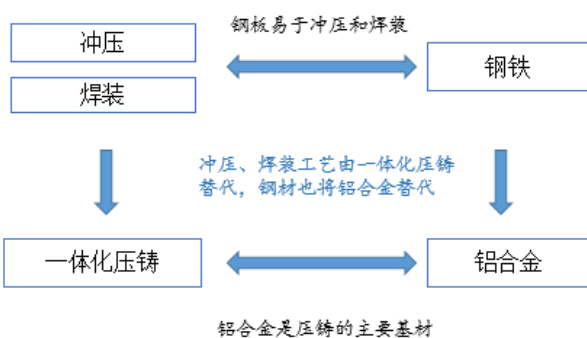 钢板易于冲压和焊装
冲压
钢铁
焊装
冲压、焊装工艺由一体化压铸
替代，钢材也将铝合金替代
一体化压铸
铝合金
铝合金是压铸的主要基材